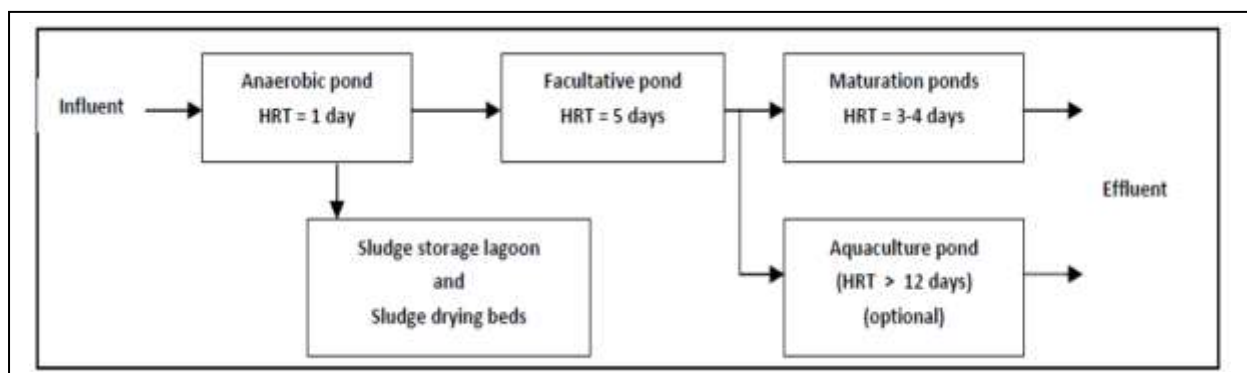 Influent
Anaerobic pond
HRT = 1 day
Facultative pond
HRT = 5 days
Maturation ponds
HRT = 3-4 days
Sludge storage lagoon
and
Sludge drying beds
Aquaculture pond
(HRT > 12 days)
(optional)
Effluent